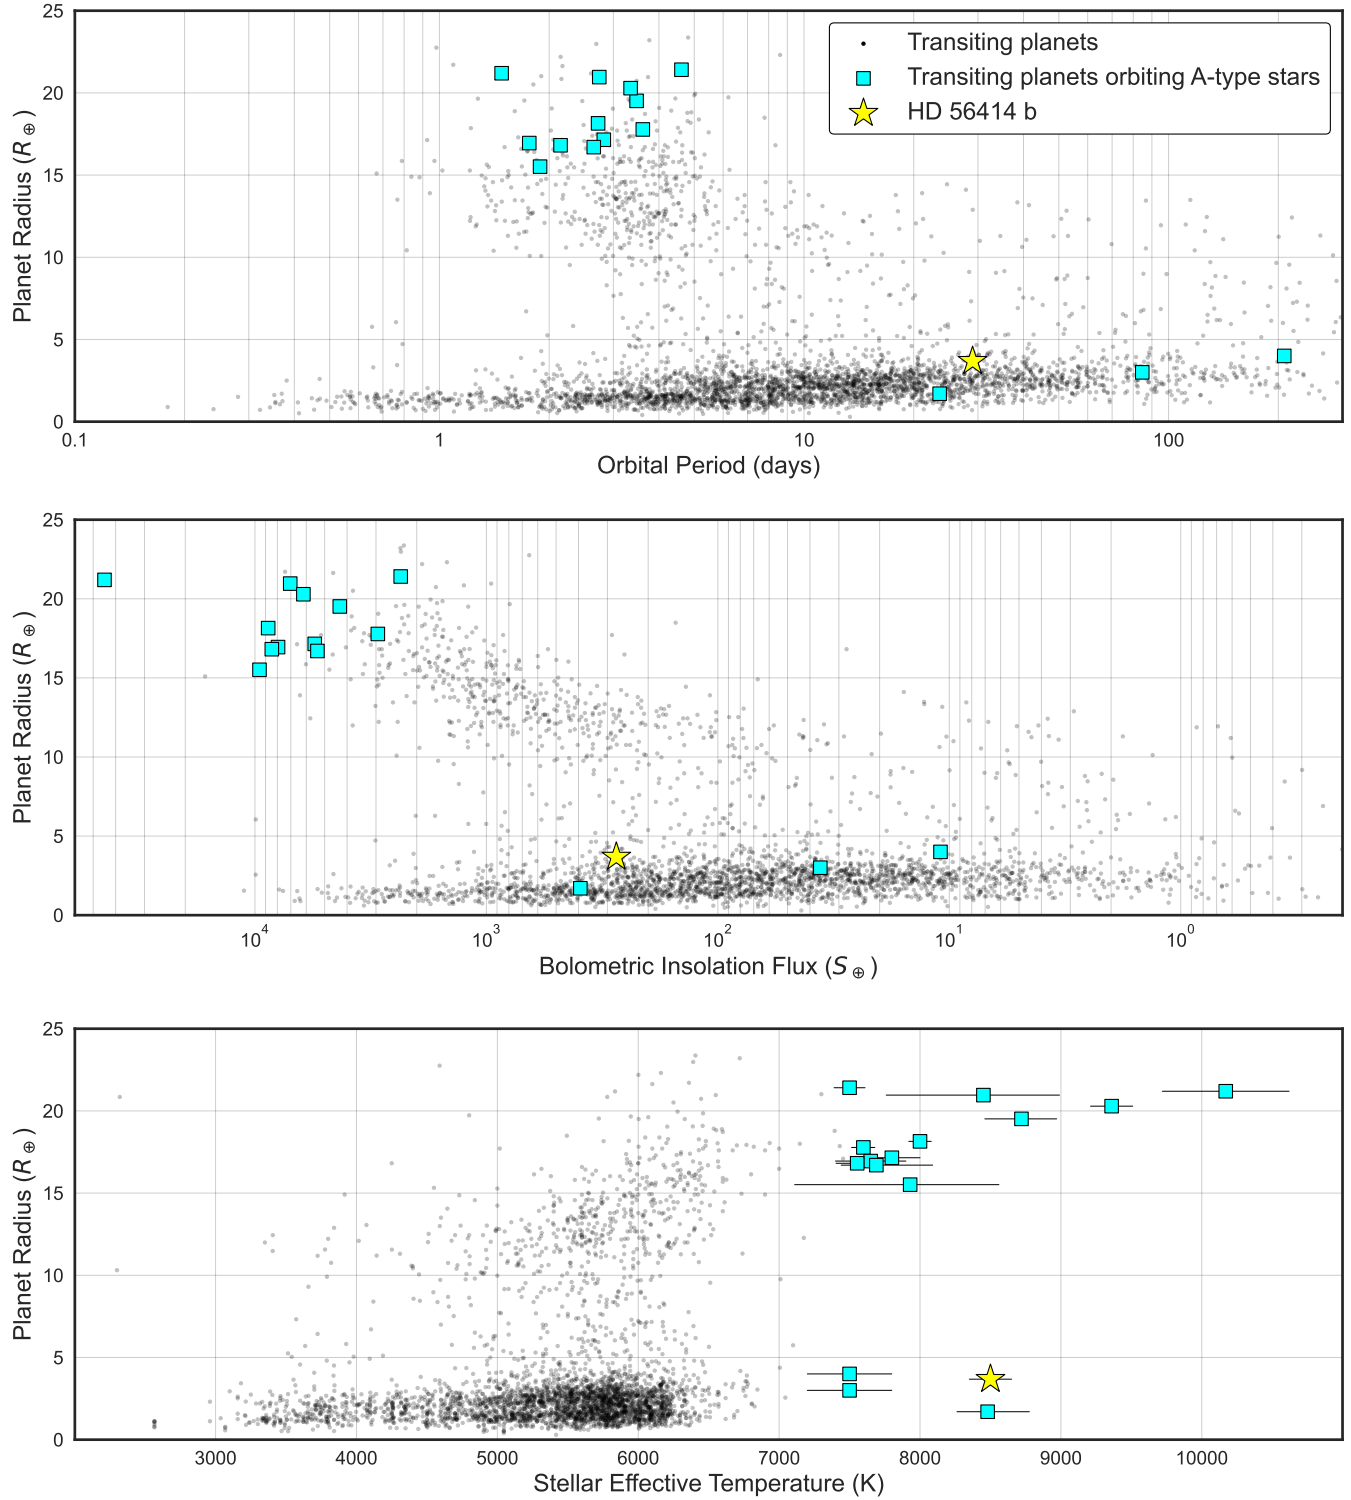 25
20
15
10
5
0
Planet Radius (R⊕)
Transiting planets
Transiting planets orbiting A-type stars
HD 56414 b
0.1 1 10 100
Orbital Period (days)
25
20
15
10
5
0
Planet Radius (R⊕)
10⁴ 10³ 10² 10¹ 10⁰
Bolometric Insolation Flux (S⊕)
25
20
15
10
5
0
Planet Radius (R⊕)
3000 4000 5000 6000 7000 8000 9000 10000
Stellar Effective Temperature (K)